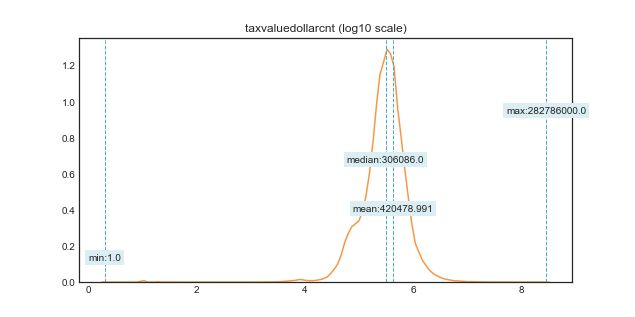 taxvaluedollarcnt (log10 scale)
1.2
1.0
0.8
0.6
0.4
0.2
0.0
max:282786000.0
median:306086.0
mean:420478.991
min:1.0
0
2
4
6
8